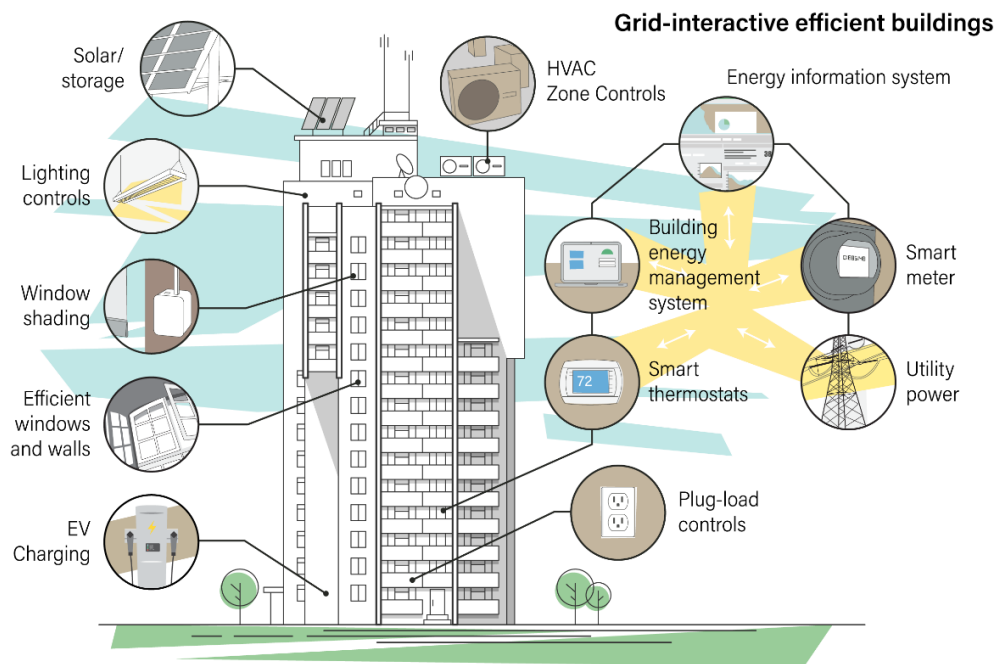 Grid-interactive efficient buildings
Solar/
storage
HVAC
Zone Controls
Energy information system
Lighting
controls
Building
energy
management
system
Smart
meter
Window
shading
Smart
thermostats
72
Utility
power
Efficient
windows
and walls
Plug-load
controls
EV
Charging